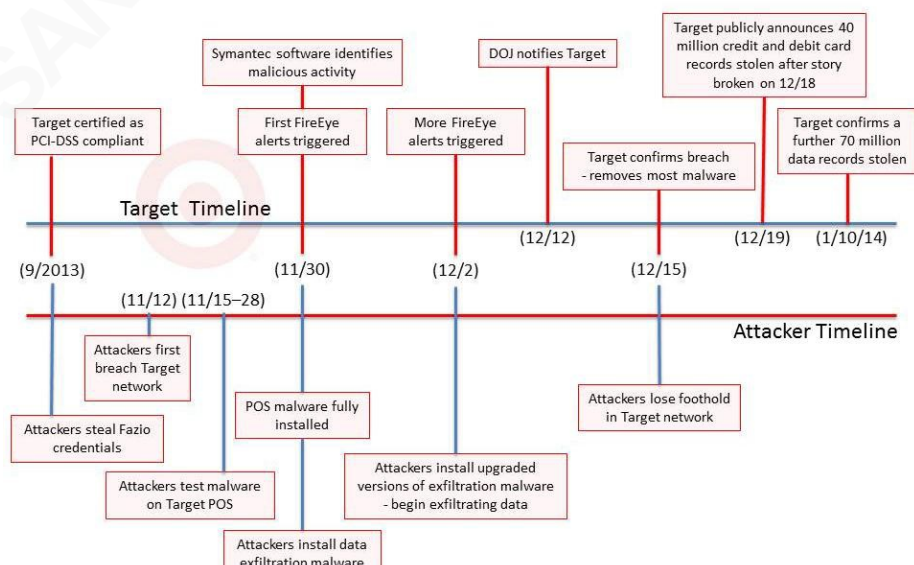 Target publicly announces 40
million credit and debit card
records stolen after story
broken on 12/18
Symantec software identifies
malicious activity
DOJ notifies Target
Target certified as
PCI-DSS compliant
First FireEye
alerts triggered
More FireEye
alerts triggered
Target confirms a
further 70 million
data records stolen
Target confirms breach
- removes most malware
Target Timeline
(12/12)
(12/19)
(1/10/14)
(9/2013)
(11/30)
(12/2)
(12/15)
(11/12)
(11/15–28)
Attacker Timeline
Attackers first
breach Target
network
Attackers steal Fazio
credentials
Attackers test malware
on Target POS
POS malware fully
installed
Attackers install data
exfiltration malware
Attackers install upgraded
versions of exfiltration malware
- begin exfiltrating data
Attackers lose foothold
in Target network